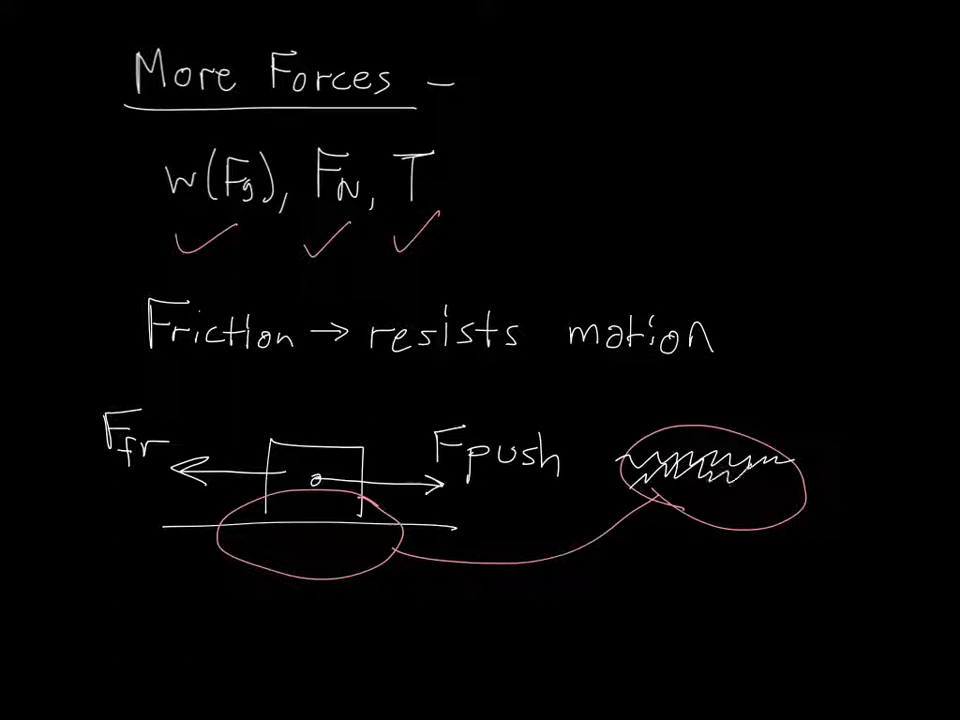 More Forces -
w(Fg), FN, T
Friction → resists motion
Ffr
Fpush